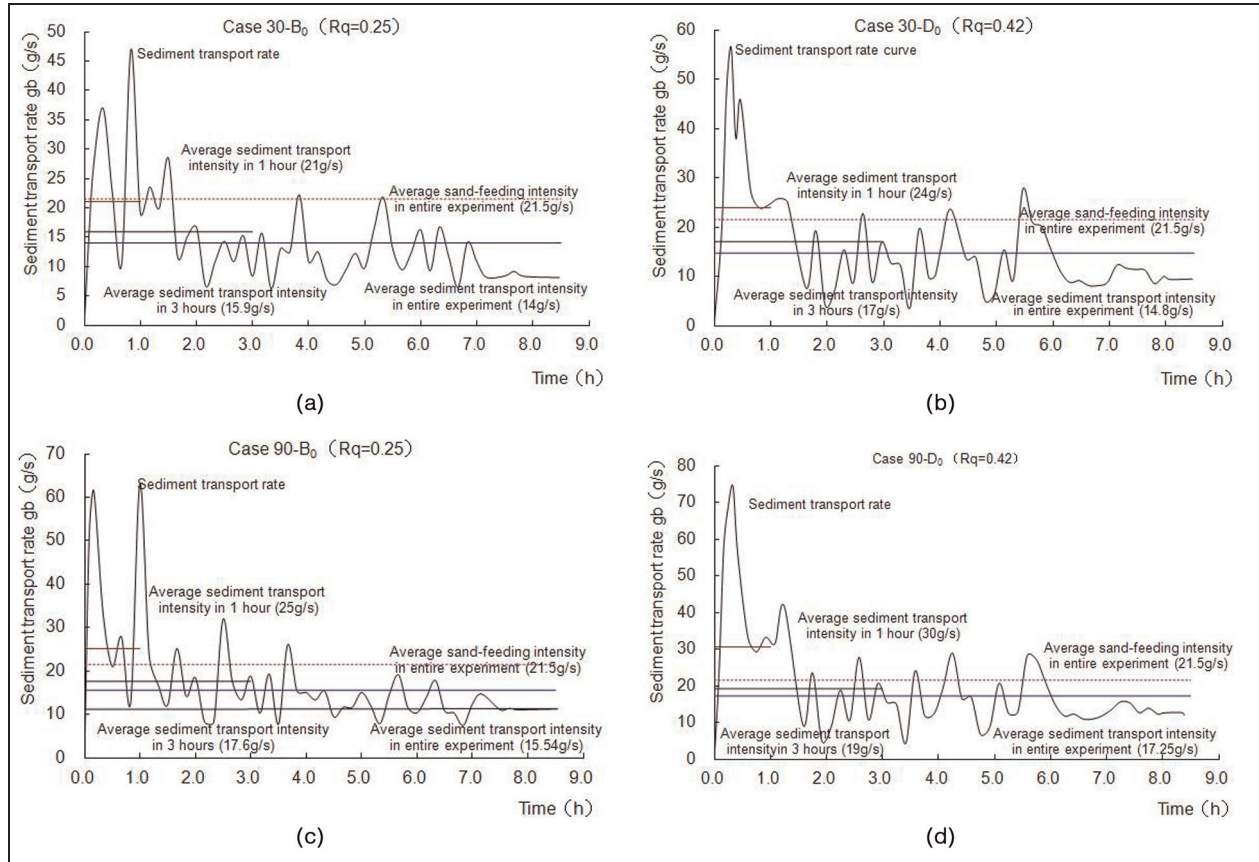 Case 30-B0 (Rq=0.25)
Sediment transport rate gb (g/s)
50
45
40
35
30
25
20
15
10
5
0
Sediment transport rate
Average sediment transport
intensity in 1 hour (21g/s)
Average sand-feeding intensity
in entire experiment (21.5g/s)
Average sediment transport intensity
in 3 hours (15.9g/s)
Average sediment transport intensity
in entire experiment (14g/s)
0.0 1.0 2.0 3.0 4.0 5.0 6.0 7.0 8.0 9.0
Time (h)
(a)
Case 30-D0 (Rq=0.42)
Sediment transport rate gb (g/s)
60
50
40
30
20
10
0
Sediment transport rate curve
Average sediment transport
intensity in 1 hour (24g/s)
Average sand-feeding intensity
in entire experiment (21.5g/s)
Average sediment transport intensity
in 3 hours (17g/s)
Average sediment transport intensity
in entire experiment (14.8g/s)
0.0 1.0 2.0 3.0 4.0 5.0 6.0 7.0 8.0 9.0
Time (h)
(b)
Case 90-B0 (Rq=0.25)
Sediment transport rate gb (g/s)
70
60
50
40
30
20
10
0
Sediment transport rate
Average sediment transport
intensity in 1 hour (25g/s)
Average sand-feeding intensity
in entire experiment (21.5g/s)
Average sediment transport intensity
in 3 hours (17.6g/s)
Average sediment transport intensity
in entire experiment (15.54g/s)
0.0 1.0 2.0 3.0 4.0 5.0 6.0 7.0 8.0 9.0
Time (h)
(c)
Case 90-D0 (Rq=0.42)
Sediment transport rate gb (g/s)
80
70
60
50
40
30
20
10
0
Sediment transport rate
Average sediment transport
intensity in 1 hour (30g/s)
Average sand-feeding intensity
in entire experiment (21.5g/s)
Average sediment transport
intensityin 3 hours (19g/s)
Average sediment transport intensity
in entire experiment (17.25g/s)
0.0 1.0 2.0 3.0 4.0 5.0 6.0 7.0 8.0 9.0
Time (h)
(d)